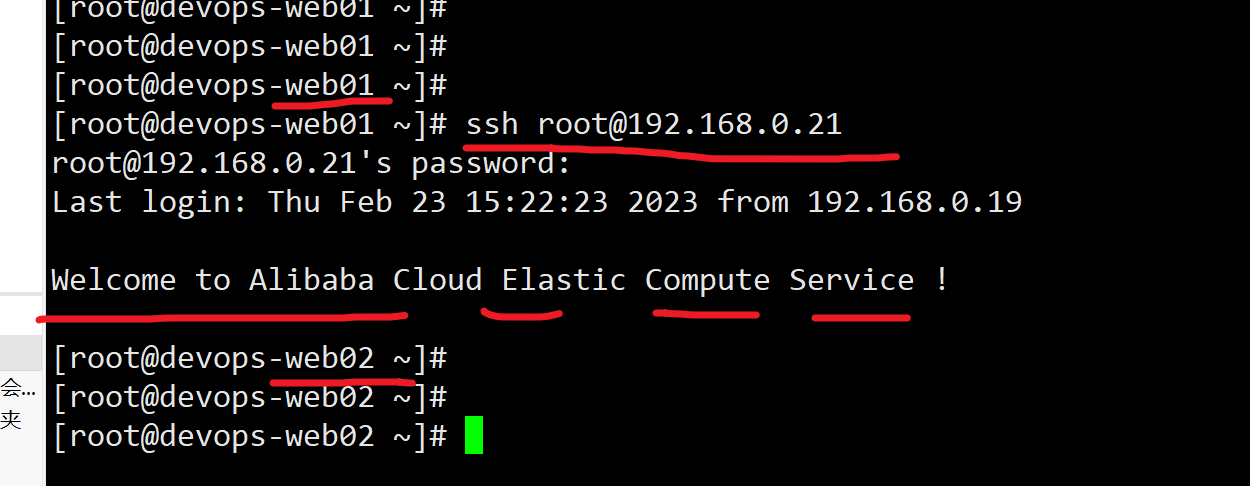 [root@devops-web01 ~]#
[root@devops-web01 ~]#
[root@devops-web01 ~]#
[root@devops-web01 ~]# ssh root@192.168.0.21
root@192.168.0.21's password:
Last login: Thu Feb 23 15:22:23 2023 from 192.168.0.19
Welcome to Alibaba Cloud Elastic Compute Service !
[root@devops-web02 ~]#
[root@devops-web02 ~]#
[root@devops-web02 ~]#
会...
夹